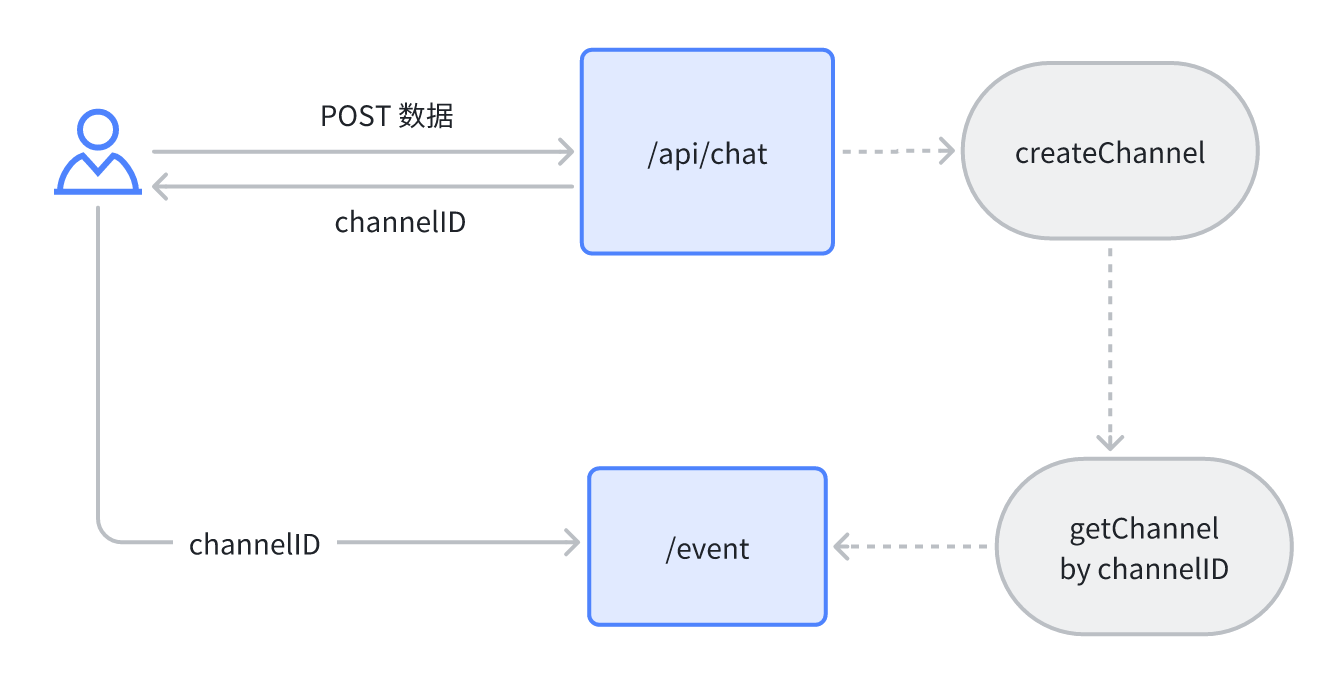 POST 数据
/api/chat
createChannel
channelID
channelID
/event
getChannel
by channelID